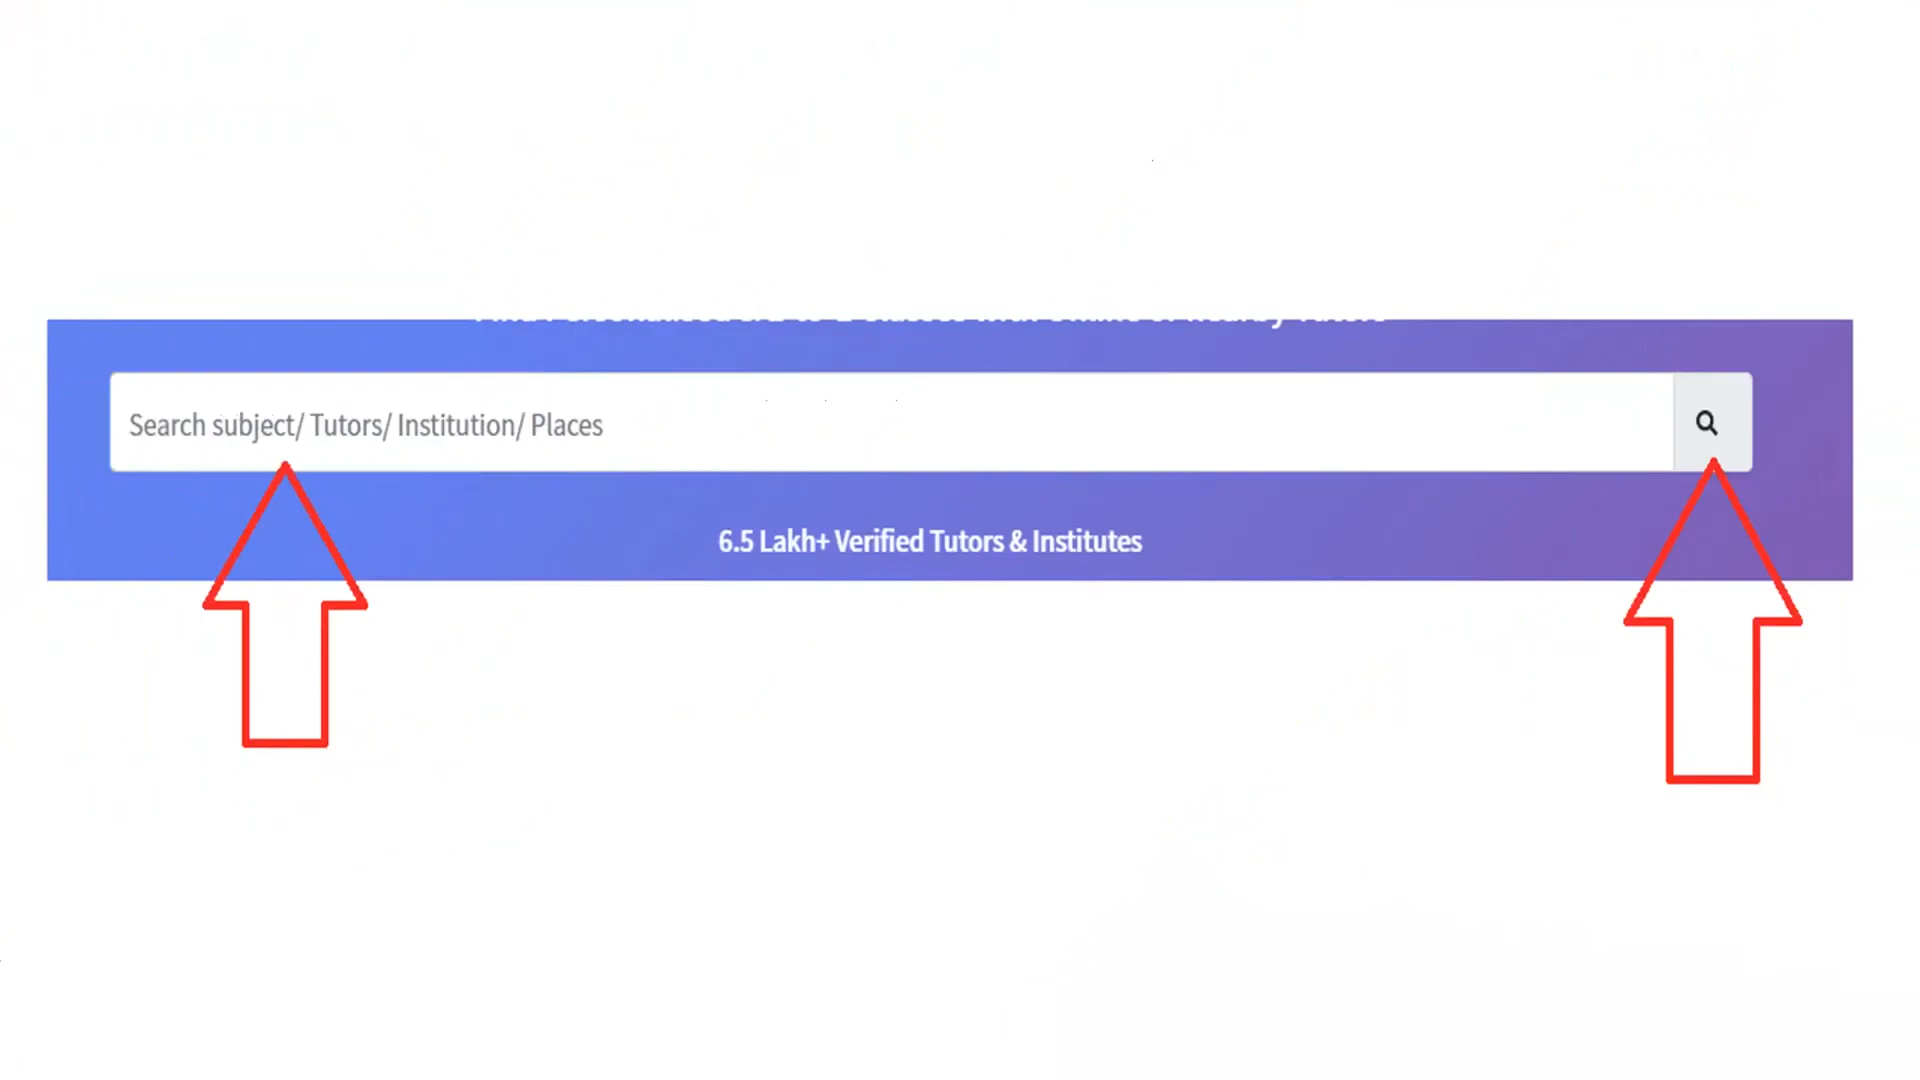 Search subject/ Tutors/ Institution/ Places
6.5 Lakh+ Verified Tutors & Institutes